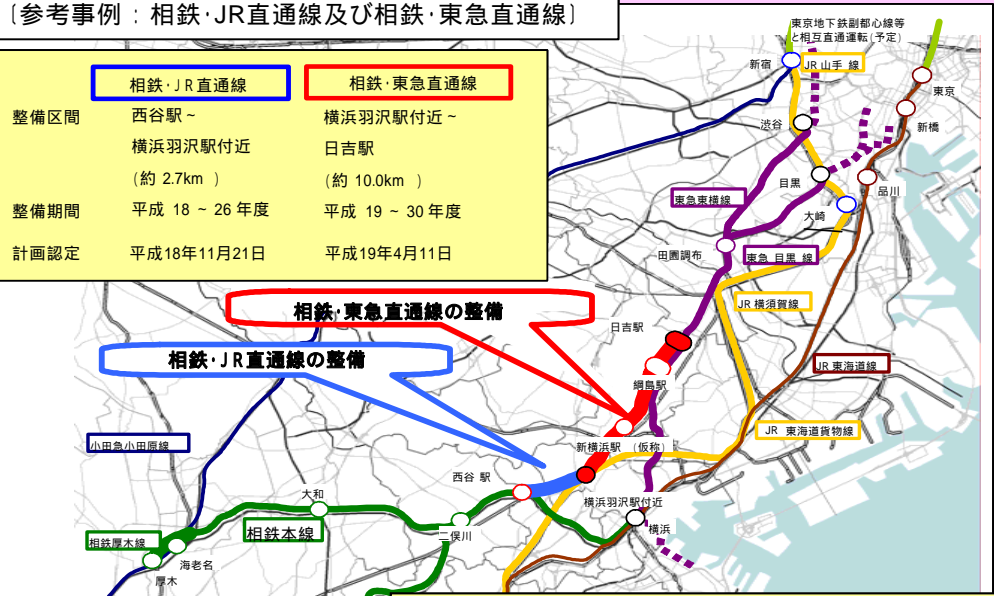 ［参考事例：相鉄・JR直通線及び相鉄・東急直通線］
相鉄・JR直通線
相鉄・東急直通線
整備区間
西谷駅～
横浜羽沢駅付近
(約 2.7km )
横浜羽沢駅付近～
日吉駅
(約 10.0km )
整備期間
平成 18 ～ 26 年度
平成 19 ～ 30 年度
計画認定
平成18年11月21日
平成19年4月11日
東京地下鉄副都心線等
と相互直通運転(予定)
新宿
JR 山手 線
東京
新橋
渋谷
目黒
品川
東急東横線
大崎
田園調布
東急 目黒 線
JR 横須賀線
相鉄・東急直通線の整備
日吉駅
相鉄・JR直通線の整備
JR 東海道線
綱島駅
JR 東海道貨物線
小田急小田原線
新横浜駅 (仮称)
西谷 駅
大和
横浜羽沢駅付近
相鉄本線
二俣川
横浜
相鉄厚木線
海老名
厚木